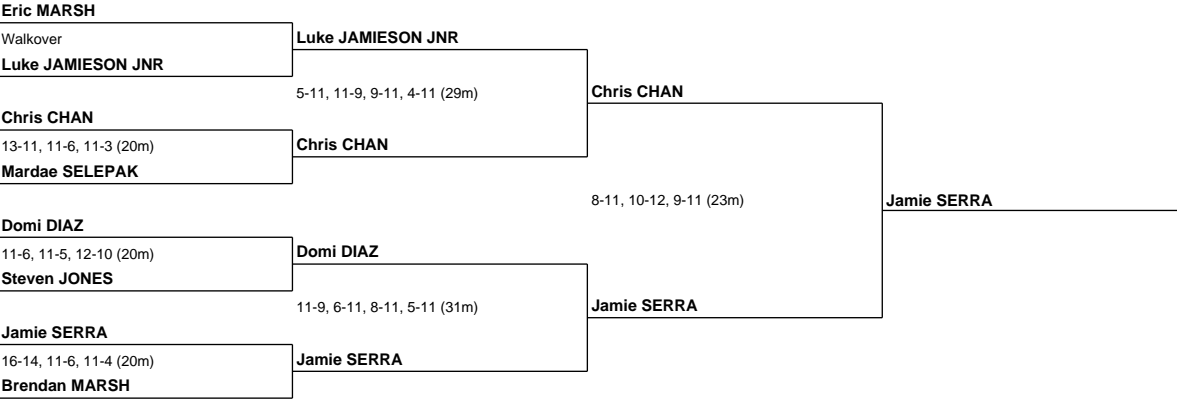 Eric MARSH
Walkover
Luke JAMIESON JNR
Luke JAMIESON JNR
5-11, 11-9, 9-11, 4-11 (29m)
Chris CHAN
Chris CHAN
13-11, 11-6, 11-3 (20m)
Chris CHAN
Mardae SELEPAK
8-11, 10-12, 9-11 (23m)
Jamie SERRA
Domi DIAZ
11-6, 11-5, 12-10 (20m)
Domi DIAZ
Steven JONES
11-9, 6-11, 8-11, 5-11 (31m)
Jamie SERRA
Jamie SERRA
16-14, 11-6, 11-4 (20m)
Jamie SERRA
Brendan MARSH